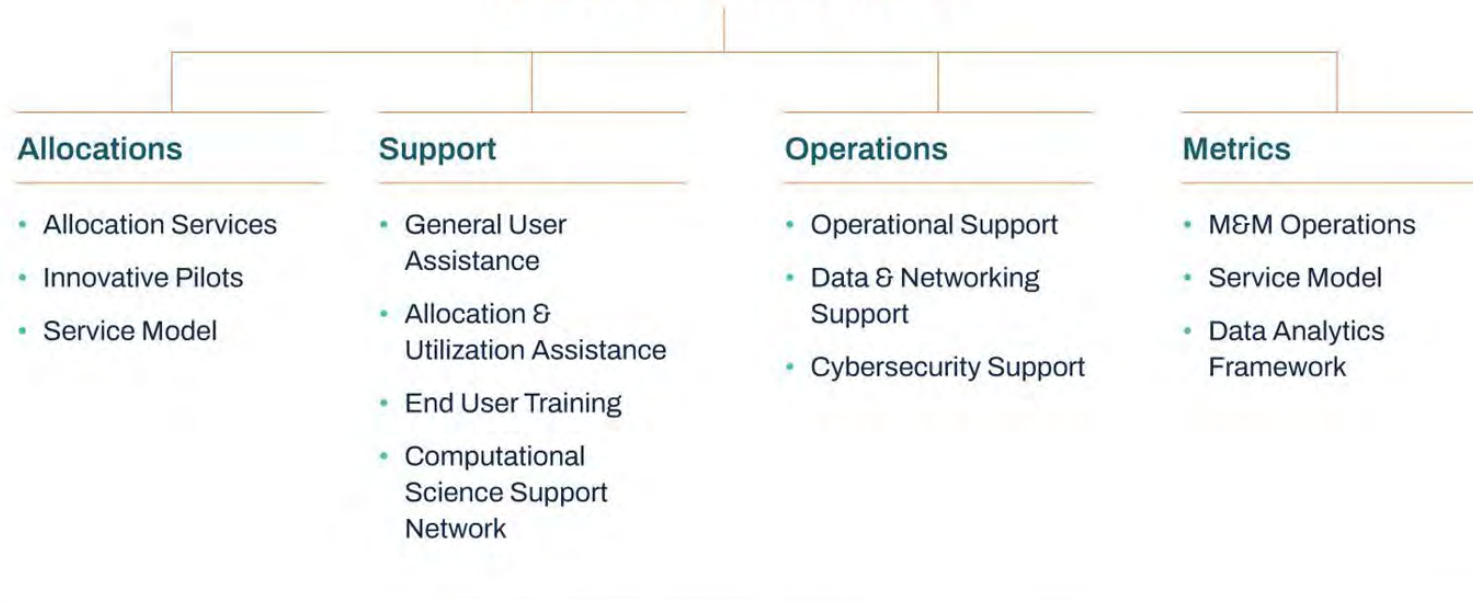 Allocations
• Allocation Services
• Innovative Pilots
• Service Model
Support
• General User
Assistance
• Allocation &
Utilization Assistance
• End User Training
• Computational
Science Support
Network
Operations
• Operational Support
• Data & Networking
Support
• Cybersecurity Support
Metrics
• M&M Operations
• Service Model
• Data Analytics
Framework